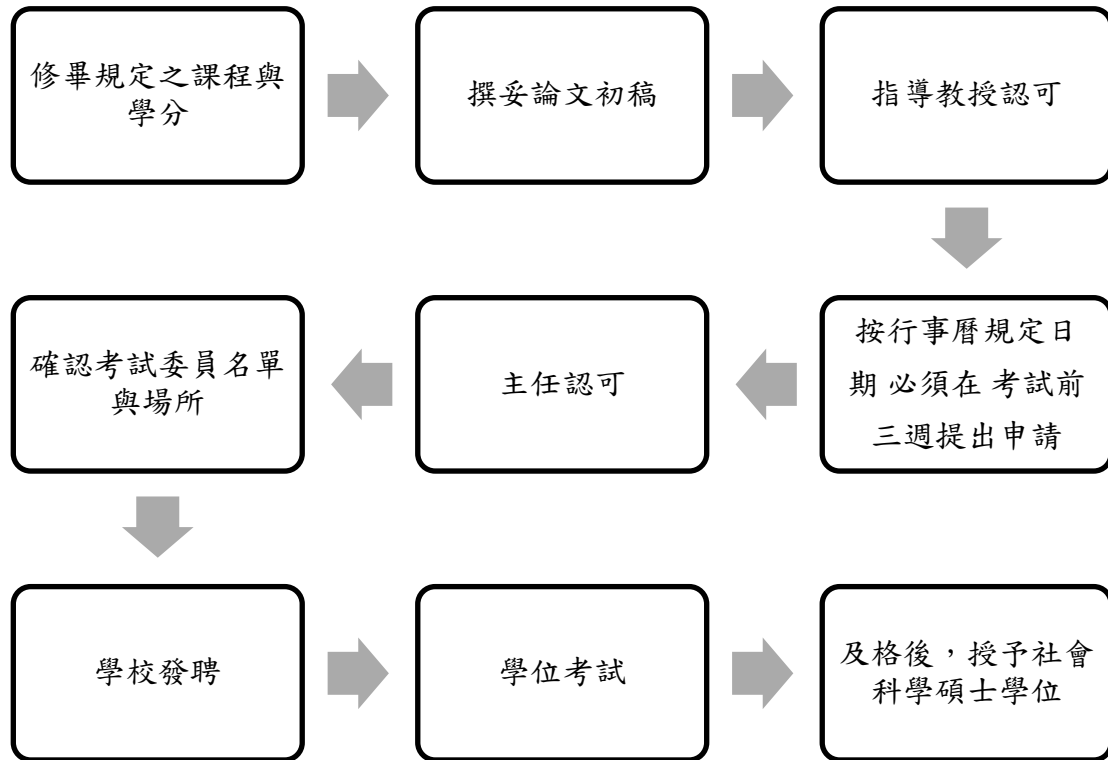 修畢規定之課程與
學分
撰妥論文初稿
指導教授認可
按行事曆規定日
期 必須在 考試前
三週提出申請
主任認可
確認考試委員名單
與場所
學校發聘
學位考試
及格後，授予社會
科學碩士學位